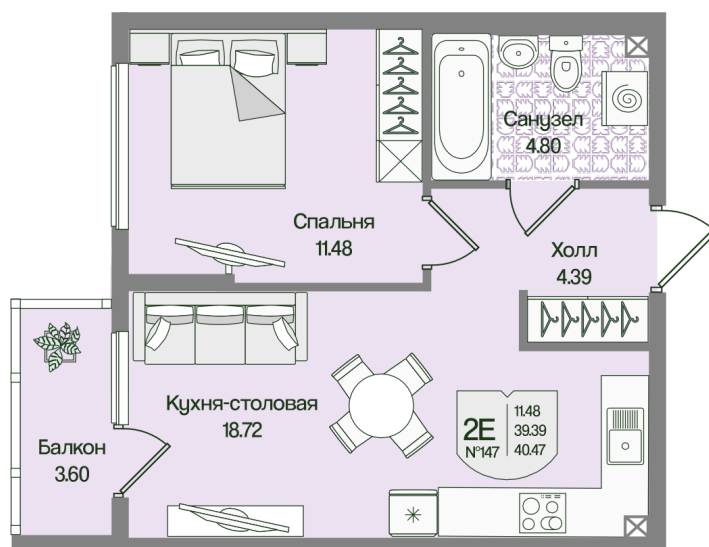 Санузел
4.80
Спальня
11.48
Холл
4.39
Кухня-столовая
18.72
2Е
N°147
11.48
39.39
40.47
Балкон
3.60